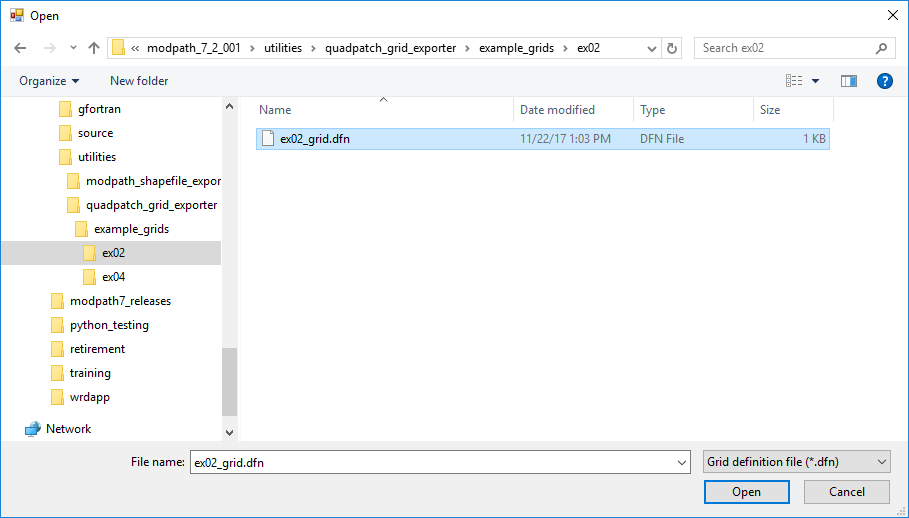 Open
« modpath_7_2_001 › utilities › quadpatch_grid_exporter › example_grids › ex02
Search ex02
Organize
New folder
?
gfortran
source
utilities
modpath_shapefile_expor
quadpatch_grid_exporter
example_grids
ex02
ex04
modpath7_releases
python_testing
retirement
training
wrdapp
Network
Name Date modified Type Size
ex02_grid.dfn 11/22/17 1:03 PM DFN File 1 KB
File name: ex02_grid.dfn
Grid definition file (*.dfn)
Open Cancel